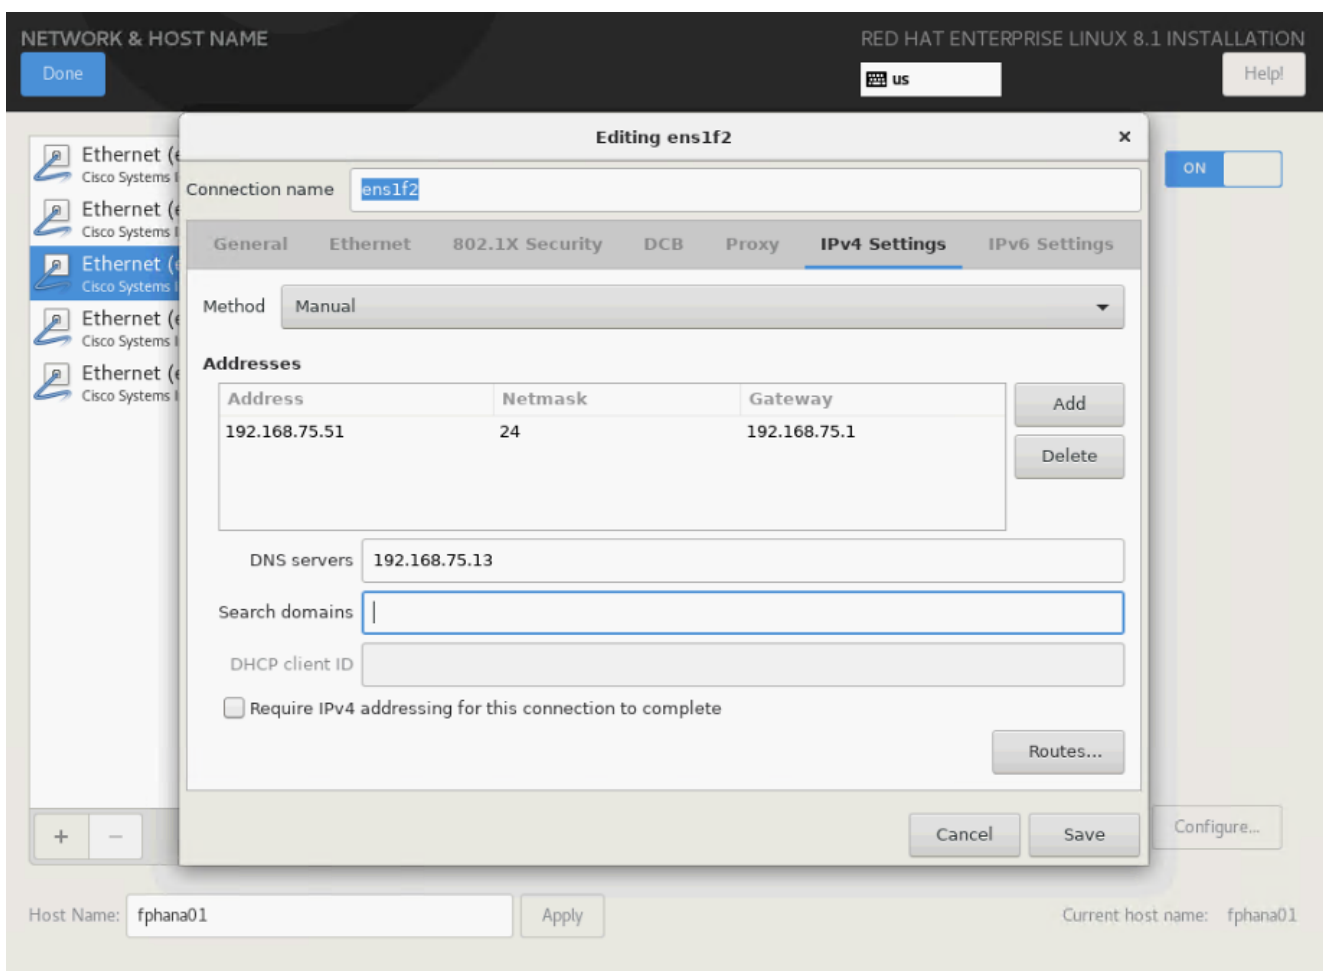 NETWORK & HOST NAME
RED HAT ENTERPRISE LINUX 8.1 INSTALLATION
Done
us
Help!
Editing ens1f2
×
Ethernet (
Cisco Systems
Connection name
ens1f2
ON
Ethernet (
Cisco Systems
General Ethernet 802.1X Security DCB Proxy IPv4 Settings IPv6 Settings
Ethernet (
Cisco Systems
Method Manual
Ethernet (
Cisco Systems
Addresses
Ethernet (
Cisco Systems
Address Netmask Gateway
Add
192.168.75.51 24 192.168.75.1
Delete
DNS servers 192.168.75.13
Search domains
DHCP client ID
Require IPv4 addressing for this connection to complete
Routes...
+ −
Cancel Save
Configure...
Host Name: fphana01 Apply
Current host name: fphana01